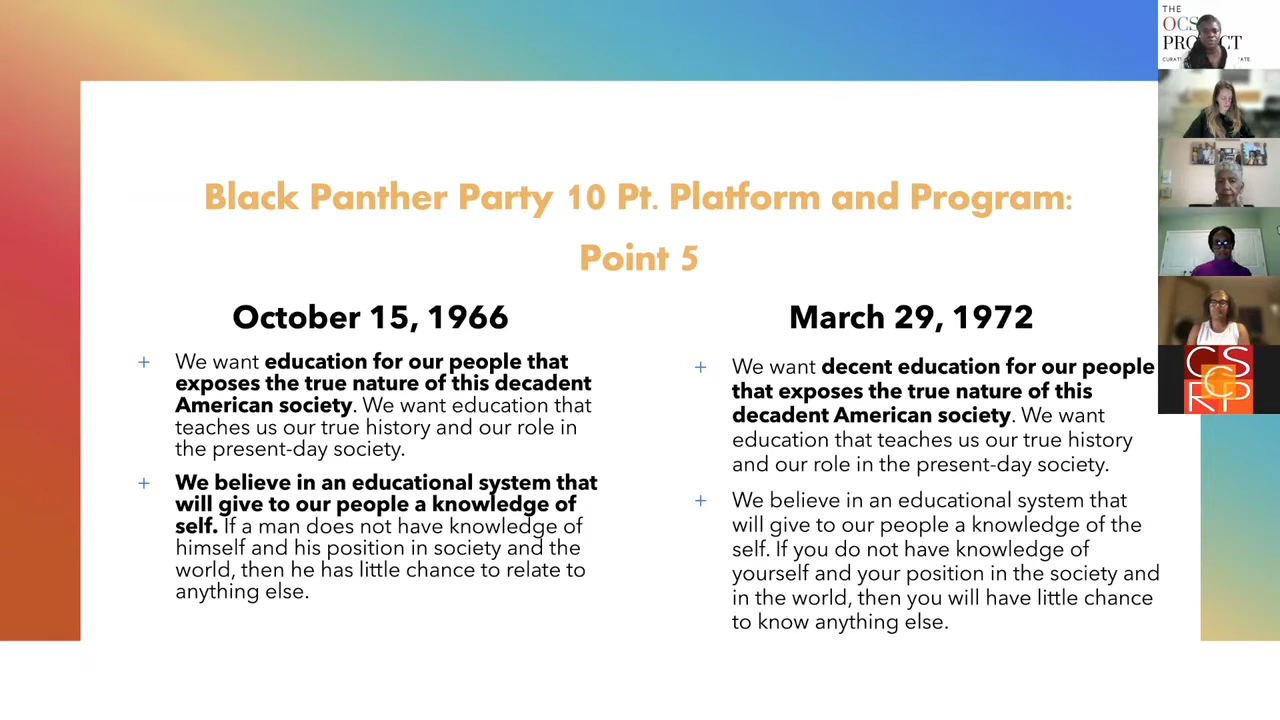 Black Panther Party 10 Pt. Platform and Program:
Point 5
October 15, 1966
+ We want education for our people that
exposes the true nature of this decadent
American society. We want education that
teaches us our true history and our role in
the present-day society.
+ We believe in an educational system that
will give to our people a knowledge of
self. If a man does not have knowledge of
himself and his position in society and the
world, then he has little chance to relate to
anything else.
March 29, 1972
+ We want decent education for our people
that exposes the true nature of this
decadent American society. We want
education that teaches us our true history
and our role in the present-day society.
+ We believe in an educational system that
will give to our people a knowledge of the
self. If you do not have knowledge of
yourself and your position in the society and
in the world, then you will have little chance
to know anything else.
THE
CS
C
RP